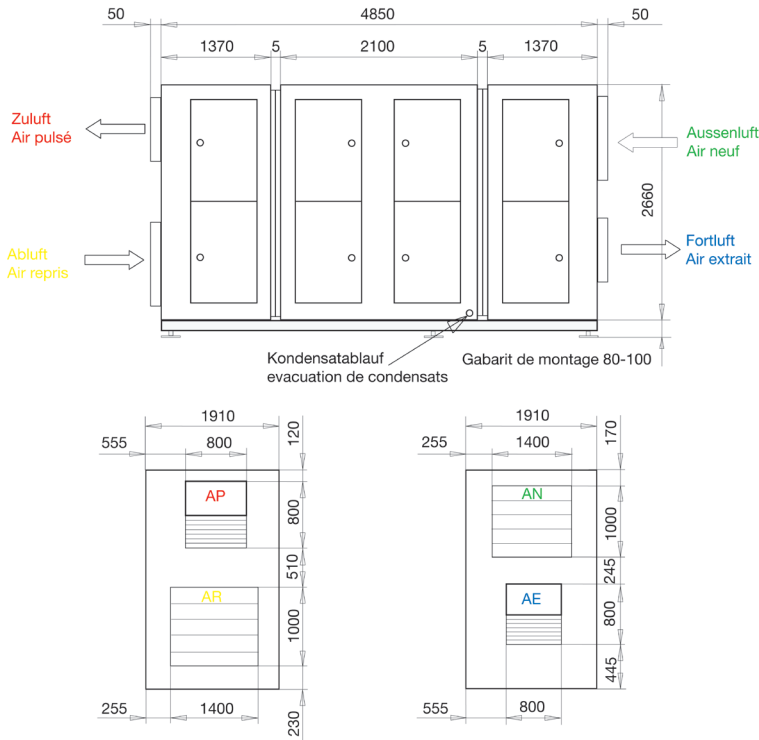 50
4850
50
1370
5
2100
5
1370
Zuluft
Air pulsé
Aussenluft
Air neuf
2660
Abluft
Air repris
Fortluft
Air extrait
Kondensatablauf
evacuation de condensats
Gabarit de montage 80-100
1910
555
800
120
AP
800
510
AR
1000
255
1400
230
1910
255
1400
170
AN
1000
245
AE
800
445
555
800